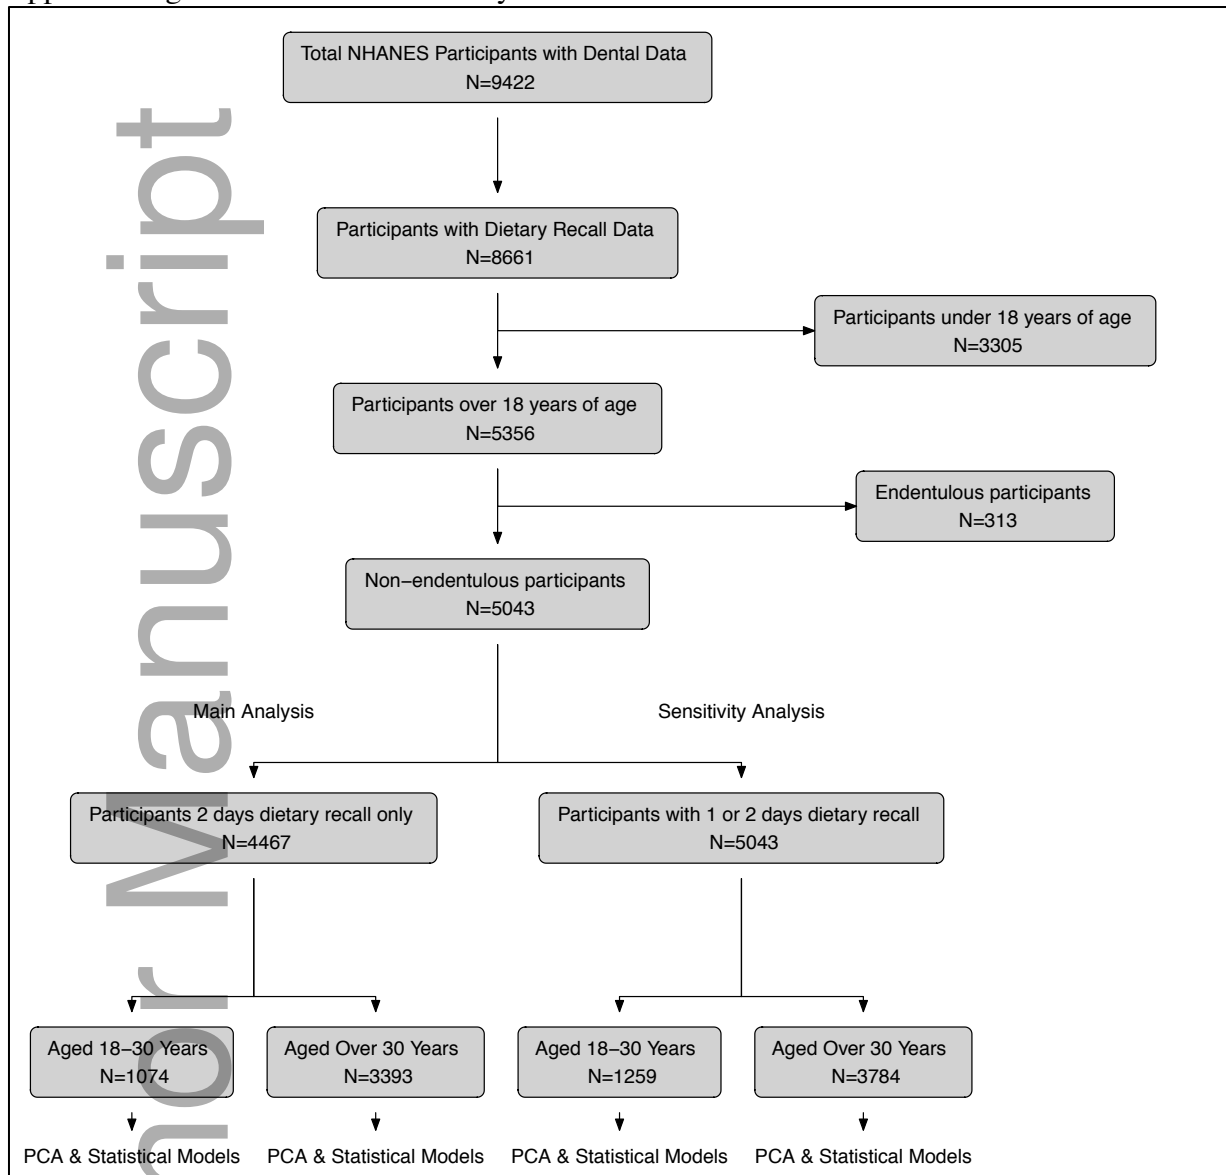 Total NHANES Participants with Dental Data
N=9422
Participants with Dietary Recall Data
N=8661
Participants under 18 years of age
N=3305
Participants over 18 years of age
N=5356
Endentulous participants
N=313
Non−endentulous participants
N=5043
Main Analysis
Sensitivity Analysis
Participants 2 days dietary recall only
N=4467
Participants with 1 or 2 days dietary recall
N=5043
Aged 18−30 Years
N=1074
Aged Over 30 Years
N=3393
Aged 18−30 Years
N=1259
Aged Over 30 Years
N=3784
PCA & Statistical Models
PCA & Statistical Models
PCA & Statistical Models
PCA & Statistical Models
Manuscript